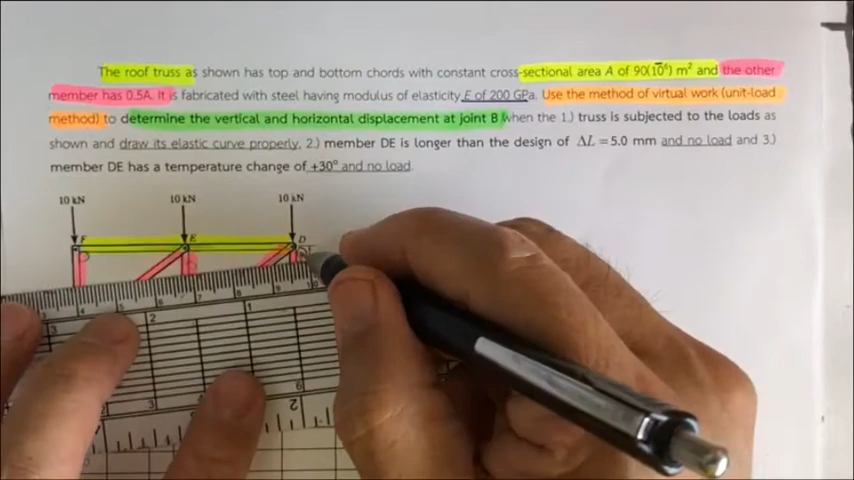 The roof truss as shown has top and bottom chords with constant cross-sectional area A of 90(10⁻⁶) m² and the other
member has 0.5A. It is fabricated with steel having modulus of elasticity E of 200 GPa. Use the method of virtual work (unit-load
method) to determine the vertical and horizontal displacement at joint B when the 1.) truss is subjected to the loads as
shown and draw its elastic curve properly, 2.) member DE is longer than the design of ΔL =5.0 mm and no load and 3.)
member DE has a temperature change of +30° and no load.
10 kN 10 kN 10 kN
F E D